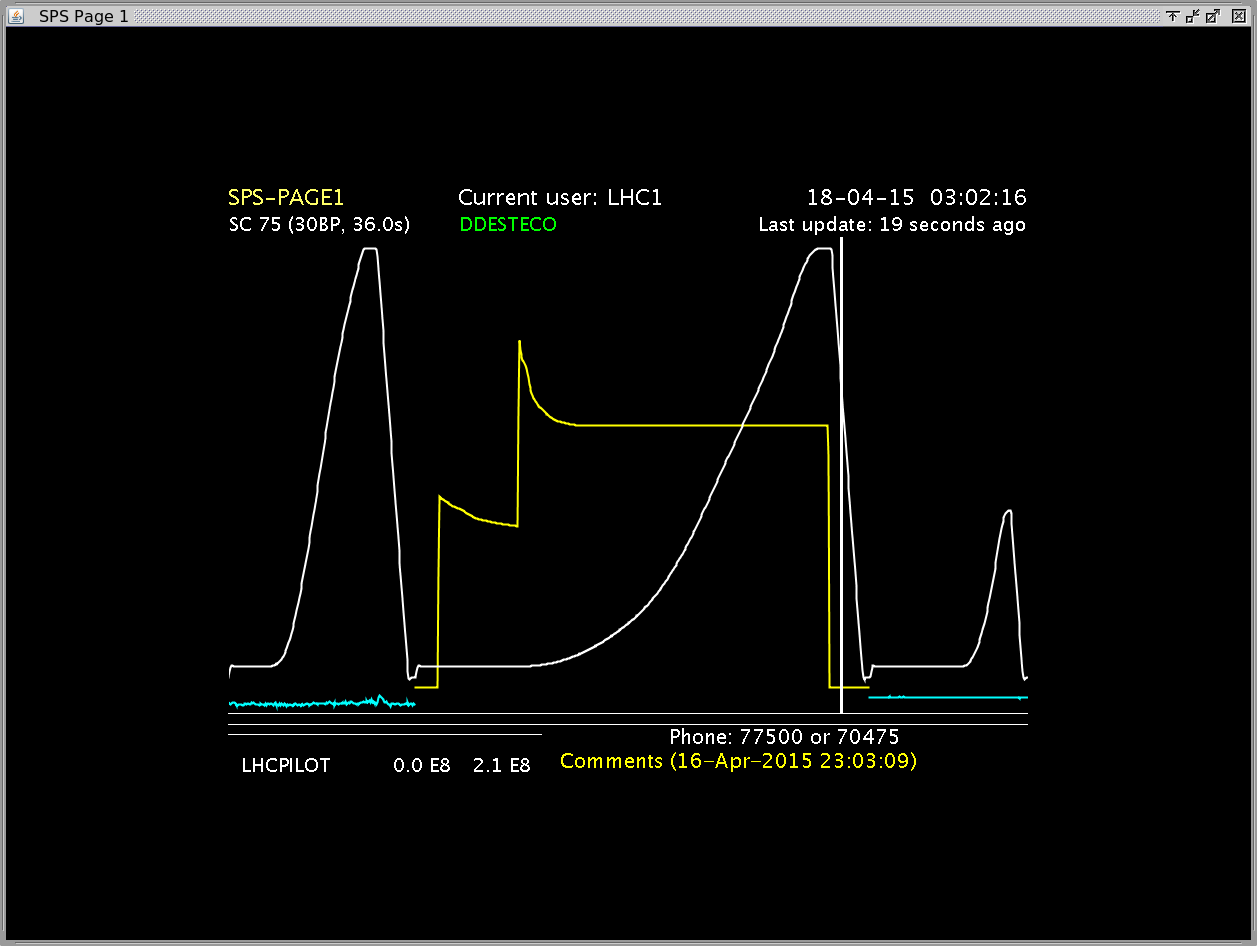 SPS Page 1
SPS-PAGE1 Current user: LHC1 18-04-15 03:02:16
SC 75 (30BP, 36.0s) DDESTECO Last update: 19 seconds ago
Phone: 77500 or 70475
LHCPILOT 0.0 E8 2.1 E8 Comments (16-Apr-2015 23:03:09)